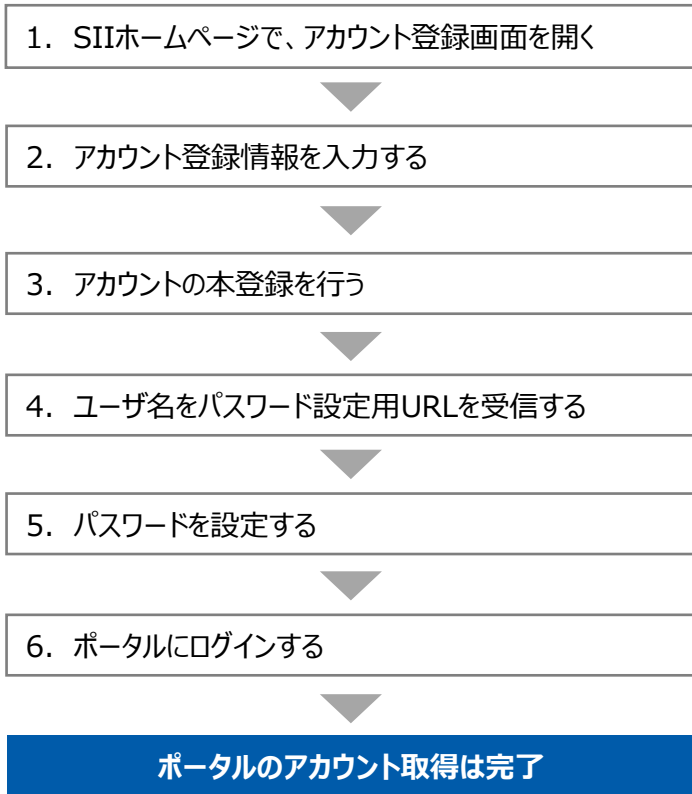 1. SIIホームページで、アカウント登録画面を開く
2. アカウント登録情報を入力する
3. アカウントの本登録を行う
4. ユーザ名をパスワード設定用URLを受信する
5. パスワードを設定する
6. ポータルにログインする
ポータルのアカウント取得は完了